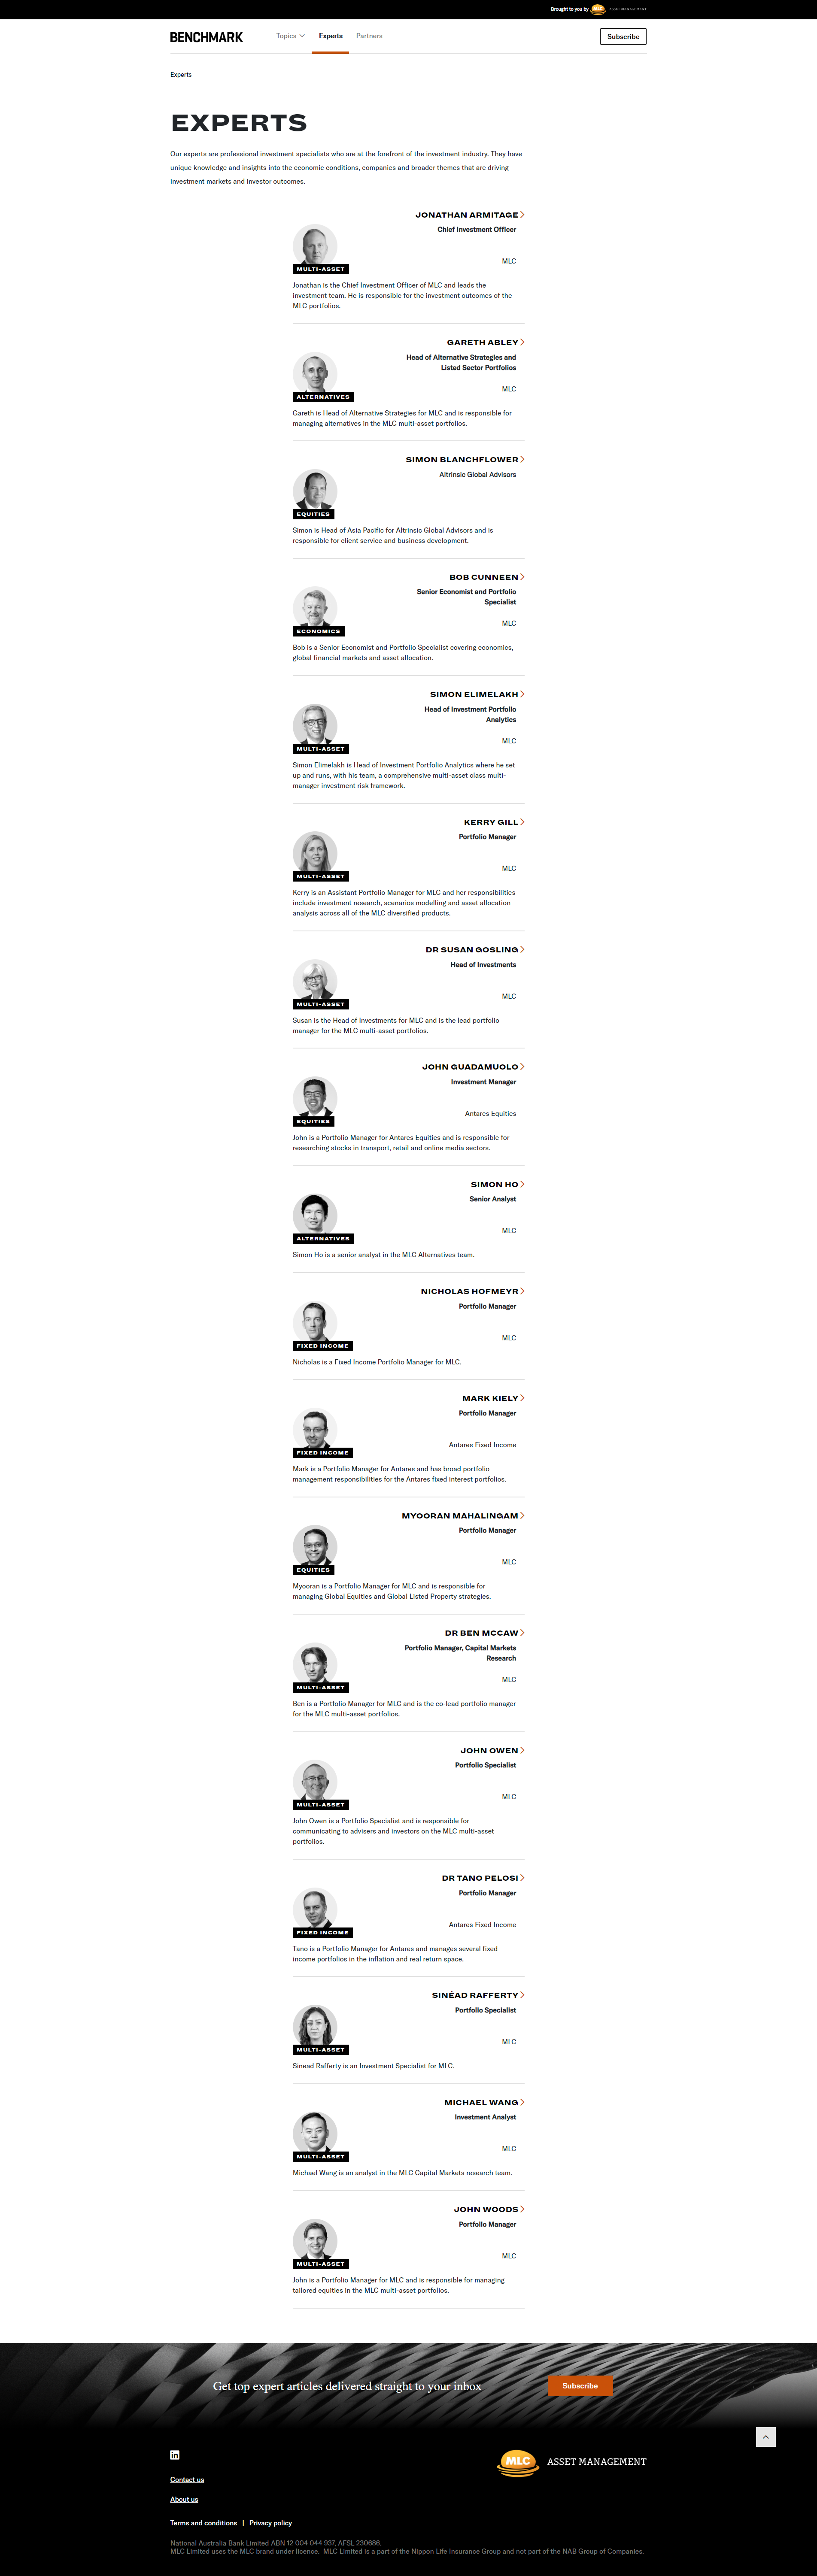 Brought to you by MLC ASSET MANAGEMENT
BENCHMARK Topics Experts Partners Subscribe
Experts
EXPERTS
Our experts are professional investment specialists who are at the forefront of the investment industry. They have
unique knowledge and insights into the economic conditions, companies and broader themes that are driving
investment markets and investor outcomes.
JONATHAN ARMITAGE
Chief Investment Officer
MLC
MULTI-ASSET
Jonathan is the Chief Investment Officer of MLC and leads the
investment team. He is responsible for the investment outcomes of the
MLC portfolios.
GARETH ABLEY
Head of Alternative Strategies and
Listed Sector Portfolios
MLC
ALTERNATIVES
Gareth is Head of Alternative Strategies for MLC and is responsible for
managing alternatives in the MLC multi-asset portfolios.
SIMON BLANCHFLOWER
Altrinsic Global Advisors
EQUITIES
Simon is Head of Asia Pacific for Altrinsic Global Advisors and is
responsible for client service and business development.
BOB CUNNEEN
Senior Economist and Portfolio
Specialist
MLC
ECONOMICS
Bob is a Senior Economist and Portfolio Specialist covering economics,
global financial markets and asset allocation.
SIMON ELIMELAKH
Head of Investment Portfolio
Analytics
MLC
MULTI-ASSET
Simon Elimelakh is Head of Investment Portfolio Analytics where he set
up and runs, with his team, a comprehensive multi-asset class multi-
manager investment risk framework.
KERRY GILL
Portfolio Manager
MLC
MULTI-ASSET
Kerry is an Assistant Portfolio Manager for MLC and her responsibilities
include investment research, scenarios modelling and asset allocation
analysis across all of the MLC diversified products.
DR SUSAN GOSLING
Head of Investments
MLC
MULTI-ASSET
Susan is the Head of Investments for MLC and is the lead portfolio
manager for the MLC multi-asset portfolios.
JOHN GUADAMUOLO
Investment Manager
Antares Equities
EQUITIES
John is a Portfolio Manager for Antares Equities and is responsible for
researching stocks in transport, retail and online media sectors.
SIMON HO
Senior Analyst
MLC
ALTERNATIVES
Simon Ho is a senior analyst in the MLC Alternatives team.
NICHOLAS HOFMEYR
Portfolio Manager
MLC
FIXED INCOME
Nicholas is a Fixed Income Portfolio Manager for MLC.
MARK KIELY
Portfolio Manager
Antares Fixed Income
FIXED INCOME
Mark is a Portfolio Manager for Antares and has broad portfolio
management responsibilities for the Antares fixed interest portfolios.
MYOORAN MAHALINGAM
Portfolio Manager
MLC
EQUITIES
Myooran is a Portfolio Manager for MLC and is responsible for
managing Global Equities and Global Listed Property strategies.
DR BEN MCCAW
Portfolio Manager, Capital Markets
Research
MLC
MULTI-ASSET
Ben is a Portfolio Manager for MLC and is the co-lead portfolio manager
for the MLC multi-asset portfolios.
JOHN OWEN
Portfolio Specialist
MLC
MULTI-ASSET
John Owen is a Portfolio Specialist and is responsible for
communicating to advisers and investors on the MLC multi-asset
portfolios.
DR TANO PELOSI
Portfolio Manager
Antares Fixed Income
FIXED INCOME
Tano is a Portfolio Manager for Antares and manages several fixed
income portfolios in the inflation and real return space.
SINÉAD RAFFERTY
Portfolio Specialist
MLC
MULTI-ASSET
Sinead Rafferty is an Investment Specialist for MLC.
MICHAEL WANG
Investment Analyst
MLC
MULTI-ASSET
Michael Wang is an analyst in the MLC Capital Markets research team.
JOHN WOODS
Portfolio Manager
MLC
MULTI-ASSET
John is a Portfolio Manager for MLC and is responsible for managing
tailored equities in the MLC multi-asset portfolios.
Get top expert articles delivered straight to your inbox Subscribe
in
MLC ASSET MANAGEMENT
Contact us
About us
Terms and conditions | Privacy policy
National Australia Bank Limited ABN 12 004 044 937, AFSL 230686.
MLC Limited uses the MLC brand under licence. MLC Limited is a part of the Nippon Life Insurance Group and not part of the NAB Group of Companies.